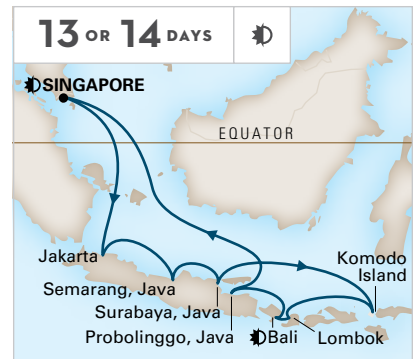 13 OR 14 DAYS
SINGAPORE
EQUATOR
Jakarta
Komodo
Island
Semarang, Java
Surabaya, Java
Probolinggo, Java
Bali
Lombok